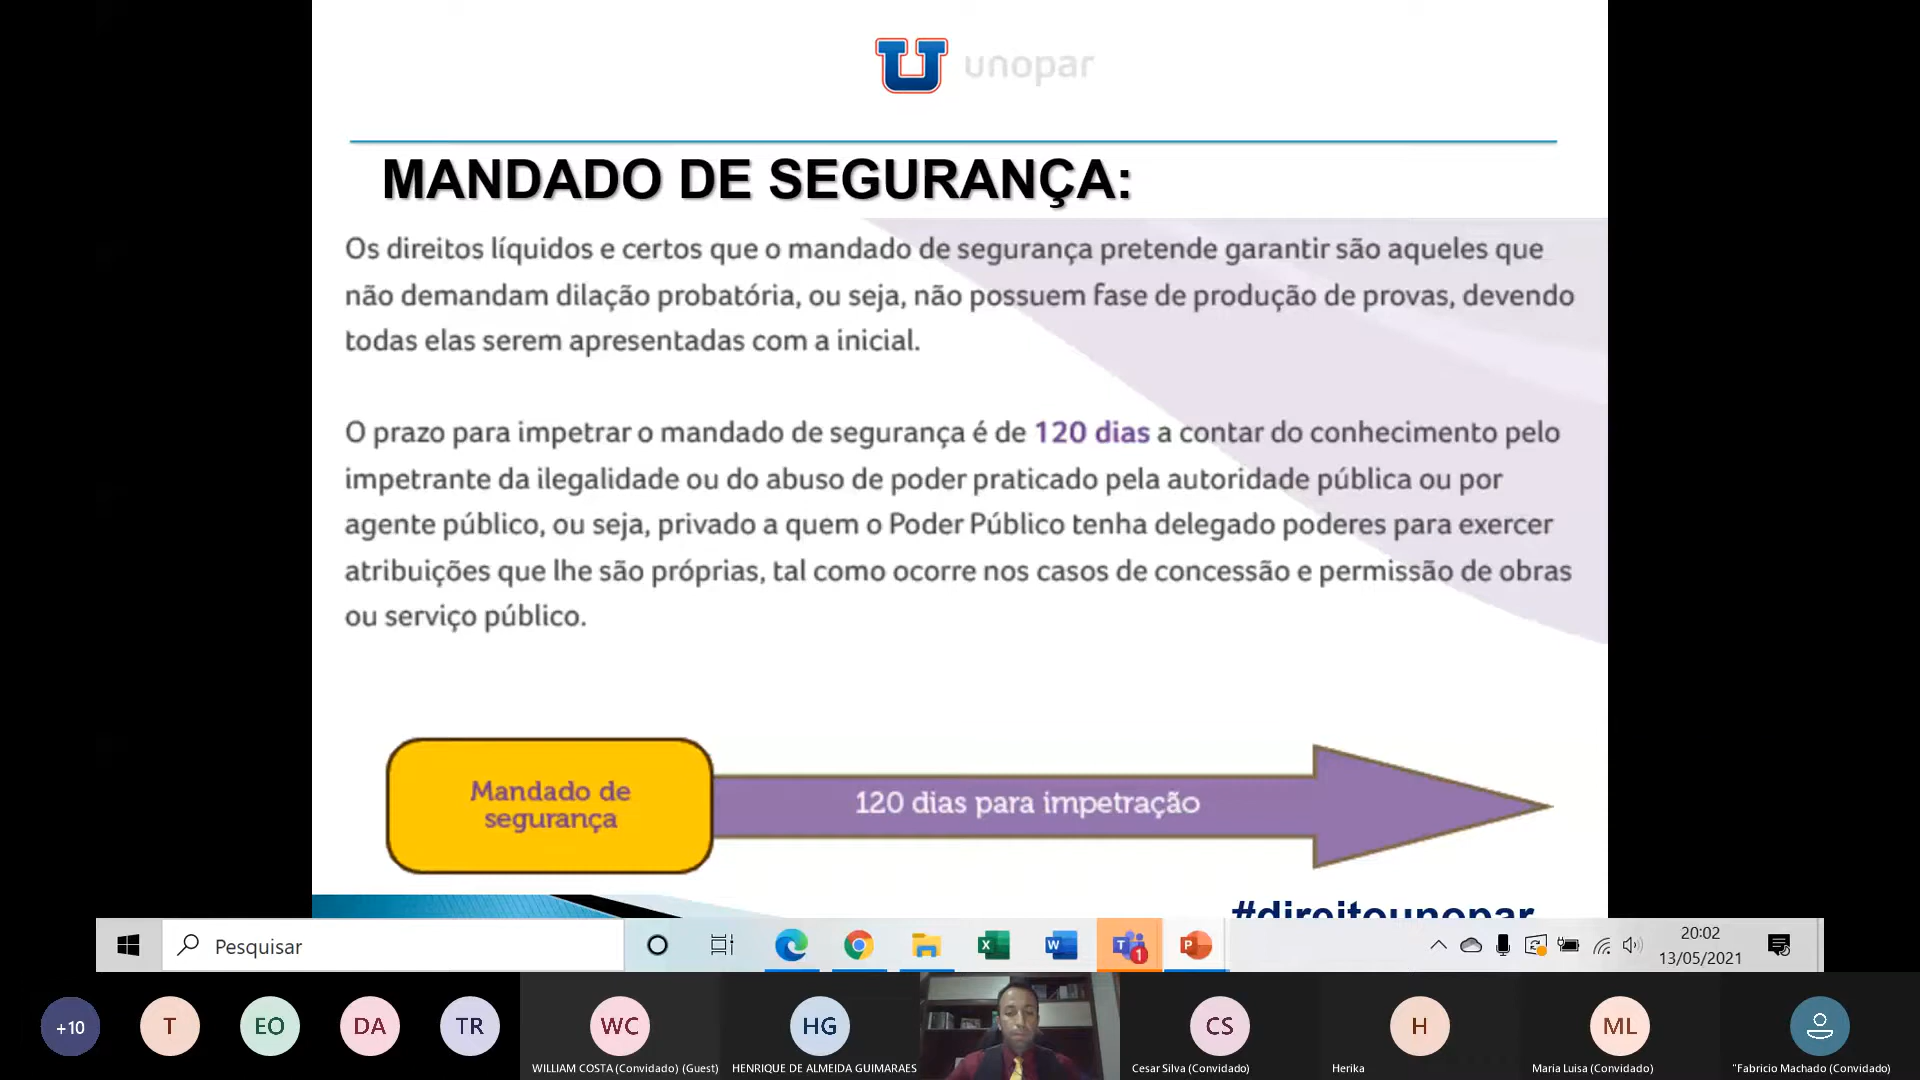 unopar
MANDADO DE SEGURANÇA:
Os direitos líquidos e certos que o mandado de segurança pretende garantir são aqueles que
não demandam dilação probatória, ou seja, não possuem fase de produção de provas, devendo
todas elas serem apresentadas com a inicial.
O prazo para impetrar o mandado de segurança é de 120 dias a contar do conhecimento pelo
impetrante da ilegalidade ou do abuso de poder praticado pela autoridade pública ou por
agente público, ou seja, privado a quem o Poder Público tenha delegado poderes para exercer
atribuições que lhe são próprias, tal como ocorre nos casos de concessão e permissão de obras
ou serviço público.
Mandado de
segurança
120 dias para impetração
#direitounopar
Pesquisar
20:02
13/05/2021
+10
T
EO
DA
TR
WC
HG
CS
H
ML
WILLIAM COSTA (Convidado) (Guest)
HENRIQUE DE ALMEIDA GUIMARAES
Cesar Silva (Convidado)
Herika
Maria Luisa (Convidado)
"Fabricio Machado (Convidado)